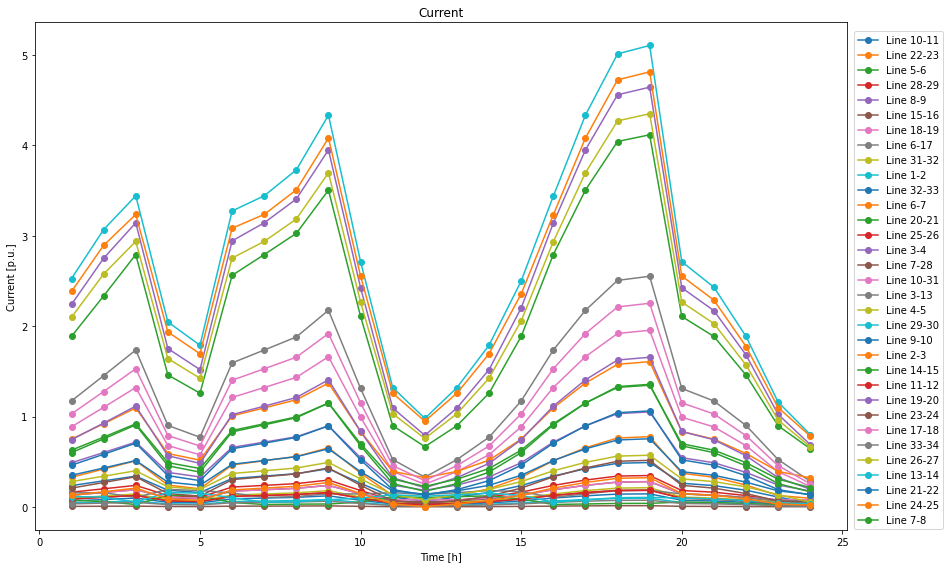 Current
Current [p.u.]
5
4
3
2
1
0
0
5
10
15
20
25
Time [h]
Line 10-11
Line 22-23
Line 5-6
Line 28-29
Line 8-9
Line 15-16
Line 18-19
Line 6-17
Line 31-32
Line 1-2
Line 32-33
Line 6-7
Line 20-21
Line 25-26
Line 3-4
Line 7-28
Line 10-31
Line 3-13
Line 4-5
Line 29-30
Line 9-10
Line 2-3
Line 14-15
Line 11-12
Line 19-20
Line 23-24
Line 17-18
Line 33-34
Line 26-27
Line 13-14
Line 21-22
Line 24-25
Line 7-8